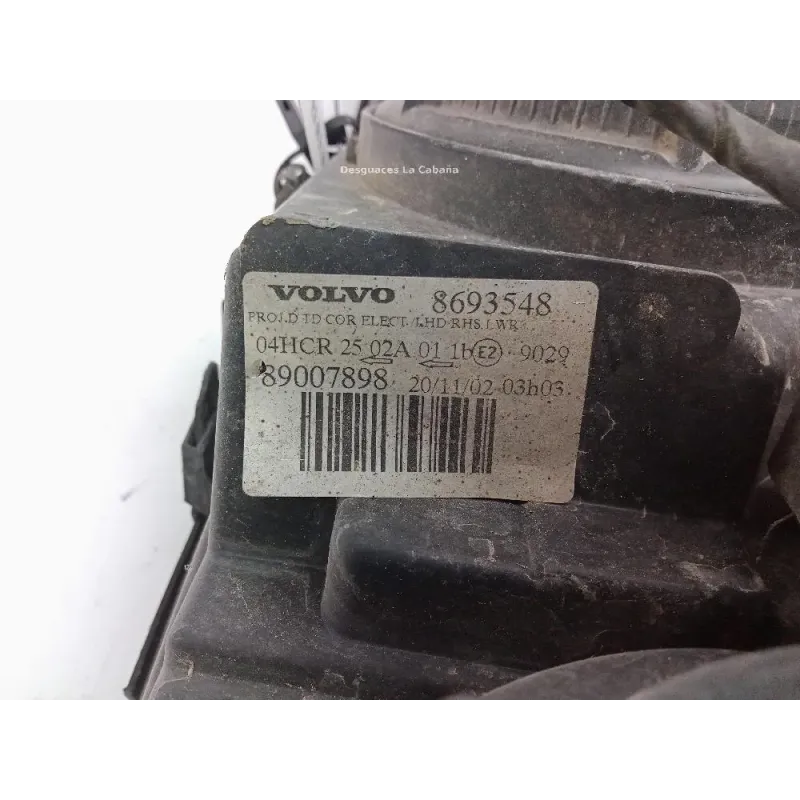 Desguaces La Cabaña
VOLVO 8693548
PROJ.D TD COR ELECT. LHD RHS LWR
04HCR 25 02A 01 1b E2 9029
89007898 20/11/02 03h03